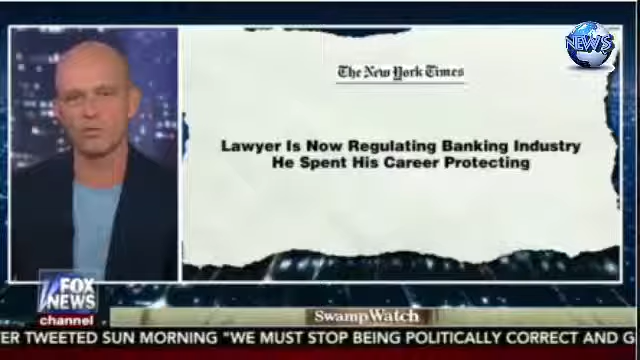 NEWS
The New York Times
Lawyer Is Now Regulating Banking Industry
He Spent His Career Protecting
FOX
NEWS
channel
SwampWatch
ER TWEETED SUN MORNING "WE MUST STOP BEING POLITICALLY CORRECT AND G